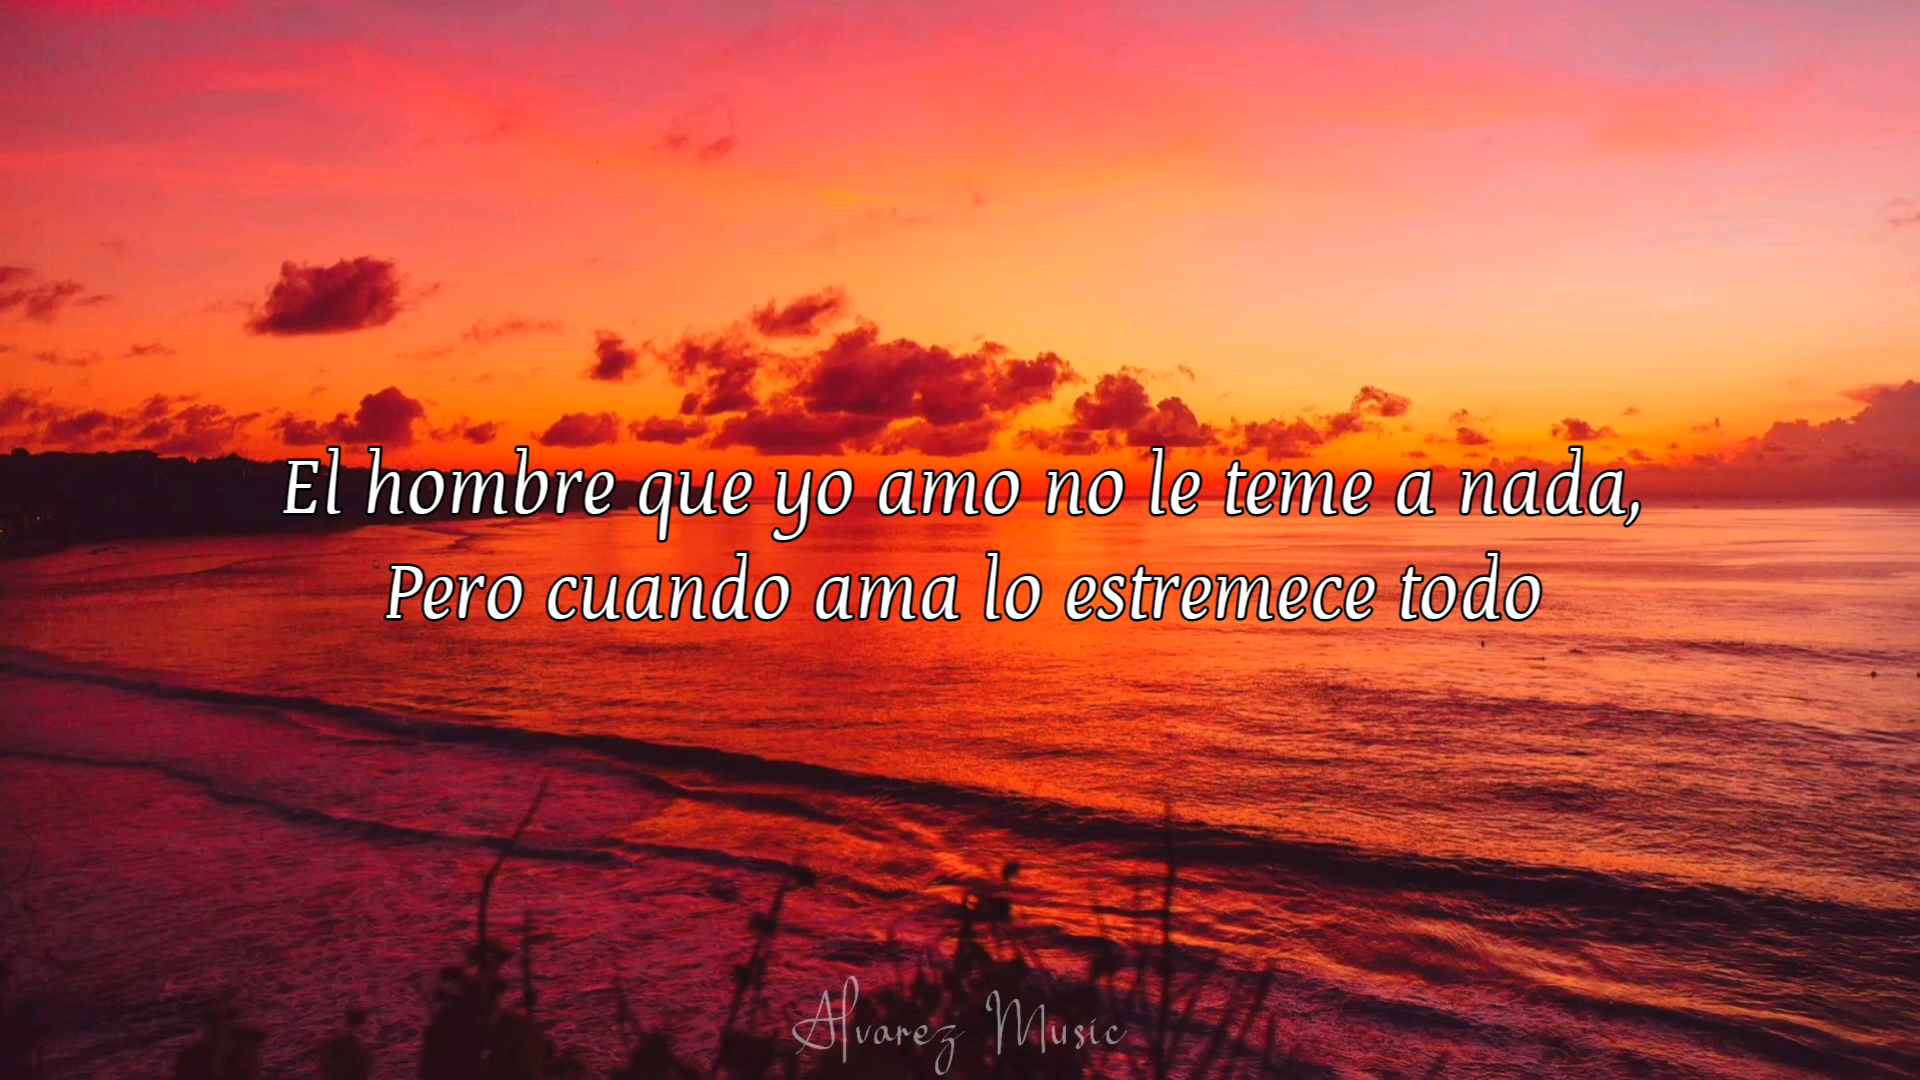 El hombre que yo amo no le teme a nada,
Pero cuando ama lo estremece todo
Alvarez Music